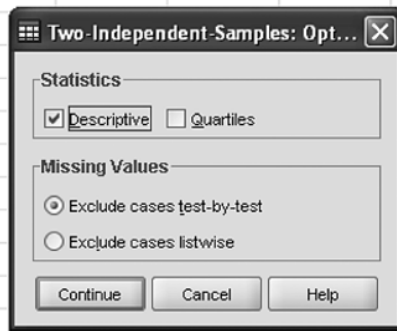 Two-Independent-Samples: Opt...
Statistics
Descriptive Quartiles
Missing Values
Exclude cases test-by-test
Exclude cases listwise
Continue Cancel Help